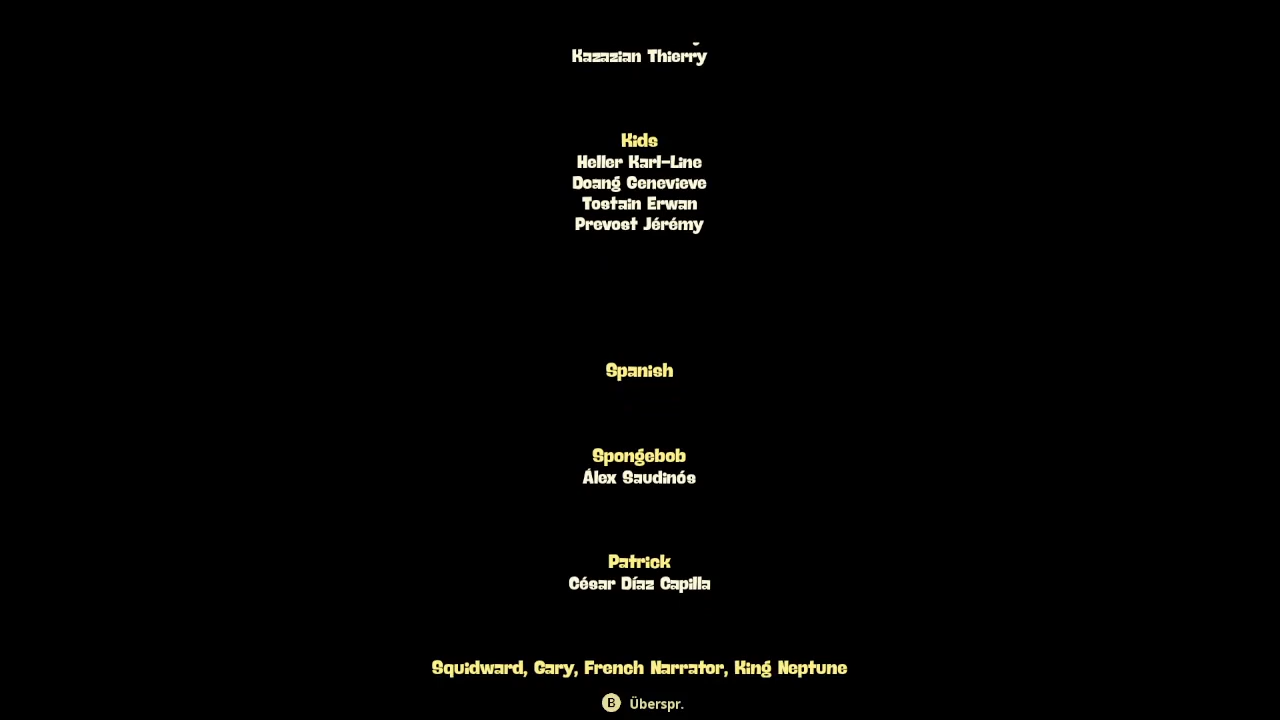 Kazazian Thierry
Kids
Heller Karl-Line
Doang Genevieve
Tostain Erwan
Prevost Jérémy
Spanish
Spongebob
Álex Saudinós
Patrick
César Díaz Capilla
Squidward, Gary, French Narrator, King Neptune
B Überspr.